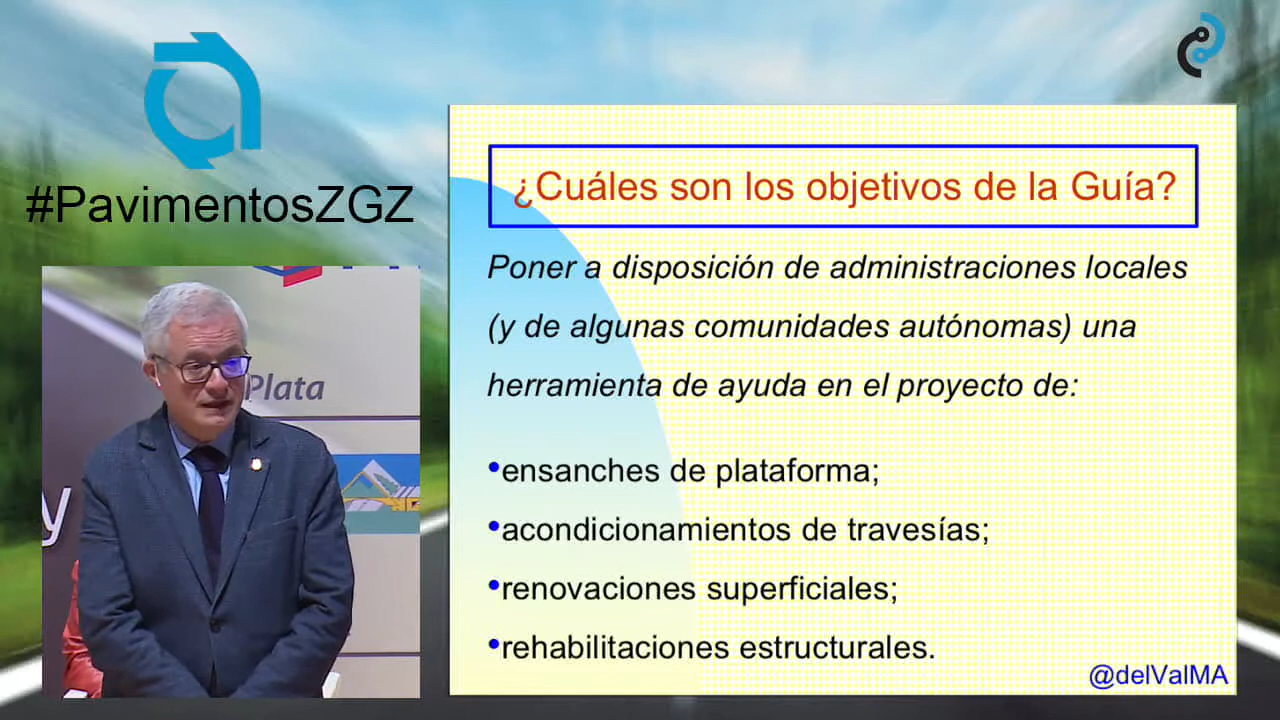 #PavimentosZGZ
Plata
y
¿Cuáles son los objetivos de la Guía?
Poner a disposición de administraciones locales
(y de algunas comunidades autónomas) una
herramienta de ayuda en el proyecto de:
•ensanches de plataforma;
•acondicionamientos de travesías;
•renovaciones superficiales;
•rehabilitaciones estructurales.
@delValMA